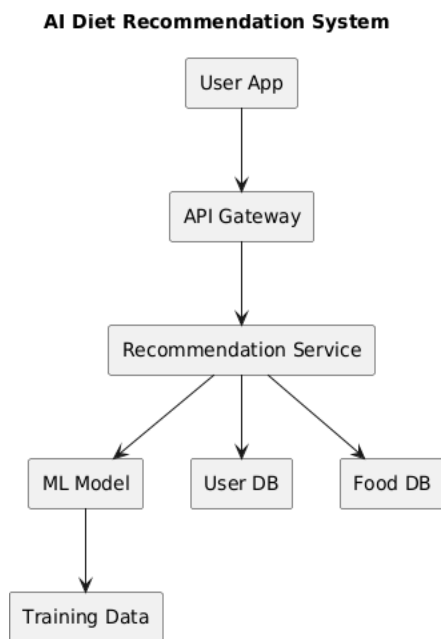 AI Diet Recommendation System
User App
API Gateway
Recommendation Service
ML Model
User DB
Food DB
Training Data